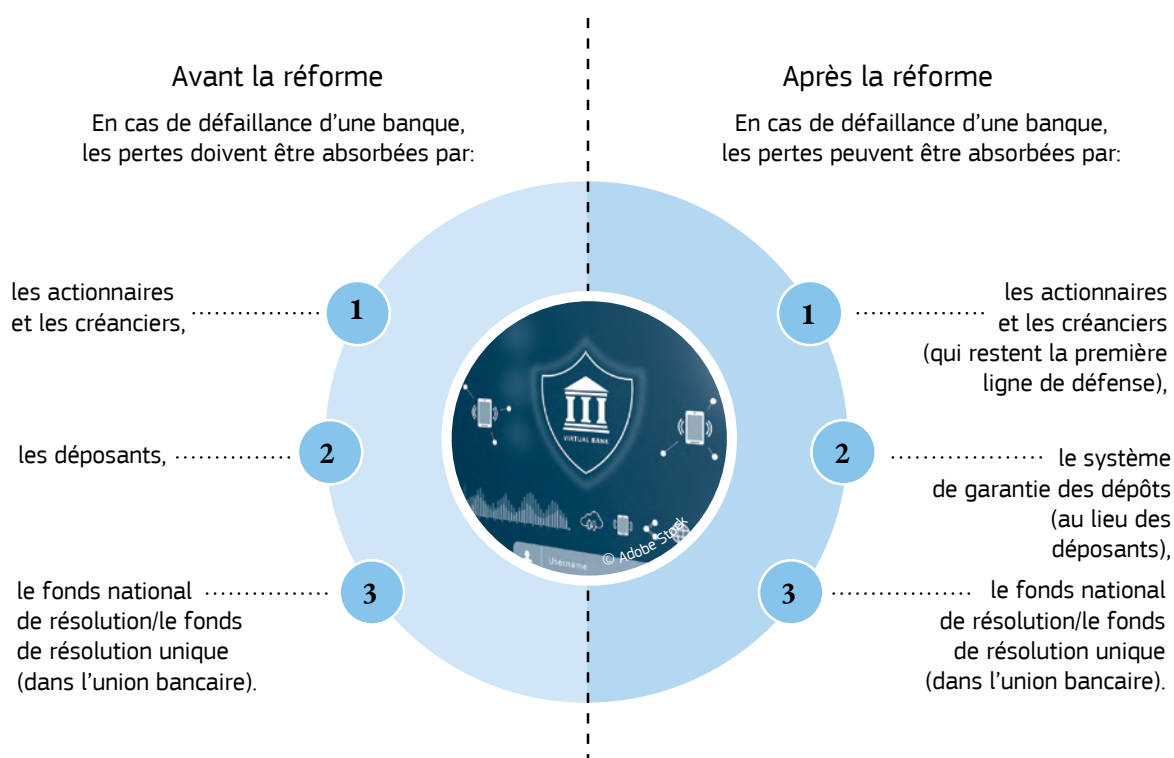 Avant la réforme
En cas de défaillance d’une banque,
les pertes doivent être absorbées par:
1
les actionnaires
et les créanciers,
2
les déposants,
3
le fonds national
de résolution/le fonds
de résolution unique
(dans l’union bancaire).
VIRTUAL BANK
Username
© Adobe Stock
Après la réforme
En cas de défaillance d’une banque,
les pertes peuvent être absorbées par:
1
les actionnaires
et les créanciers
(qui restent la première
ligne de défense),
2
le système
de garantie des dépôts
(au lieu des
déposants),
3
le fonds national
de résolution/le fonds
de résolution unique
(dans l’union bancaire).